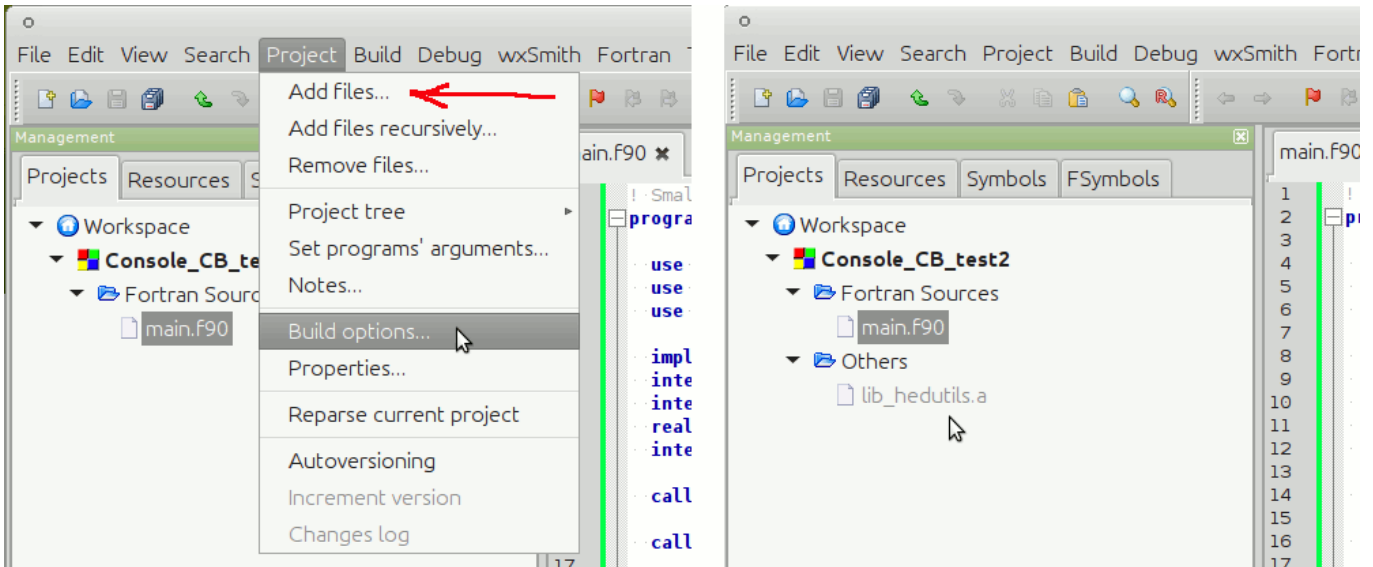 File Edit View Search Project Build Debug wxSmith Fortran
Add files...
Add files recursively...
Remove files...
Project tree
Set programs' arguments...
Notes...
Build options...
Properties...
Reparse current project
Autoversioning
Increment version
Changes log
Management
Projects Resources S
Workspace
Console_CB_te
Fortran Sourc
main.f90
ain.f90
! Smal
progra
use
use
use
impl
inte
inte
real
inte
call
call
17
File Edit View Search Project Build Debug wxSmith Fortr
Management
Projects Resources Symbols FSymbols
Workspace
Console_CB_test2
Fortran Sources
main.f90
Others
lib_hedutils.a
main.f90
1 !
2 pr
3
4
5
6
7
8
9
10
11
12
13
14
15
16
17